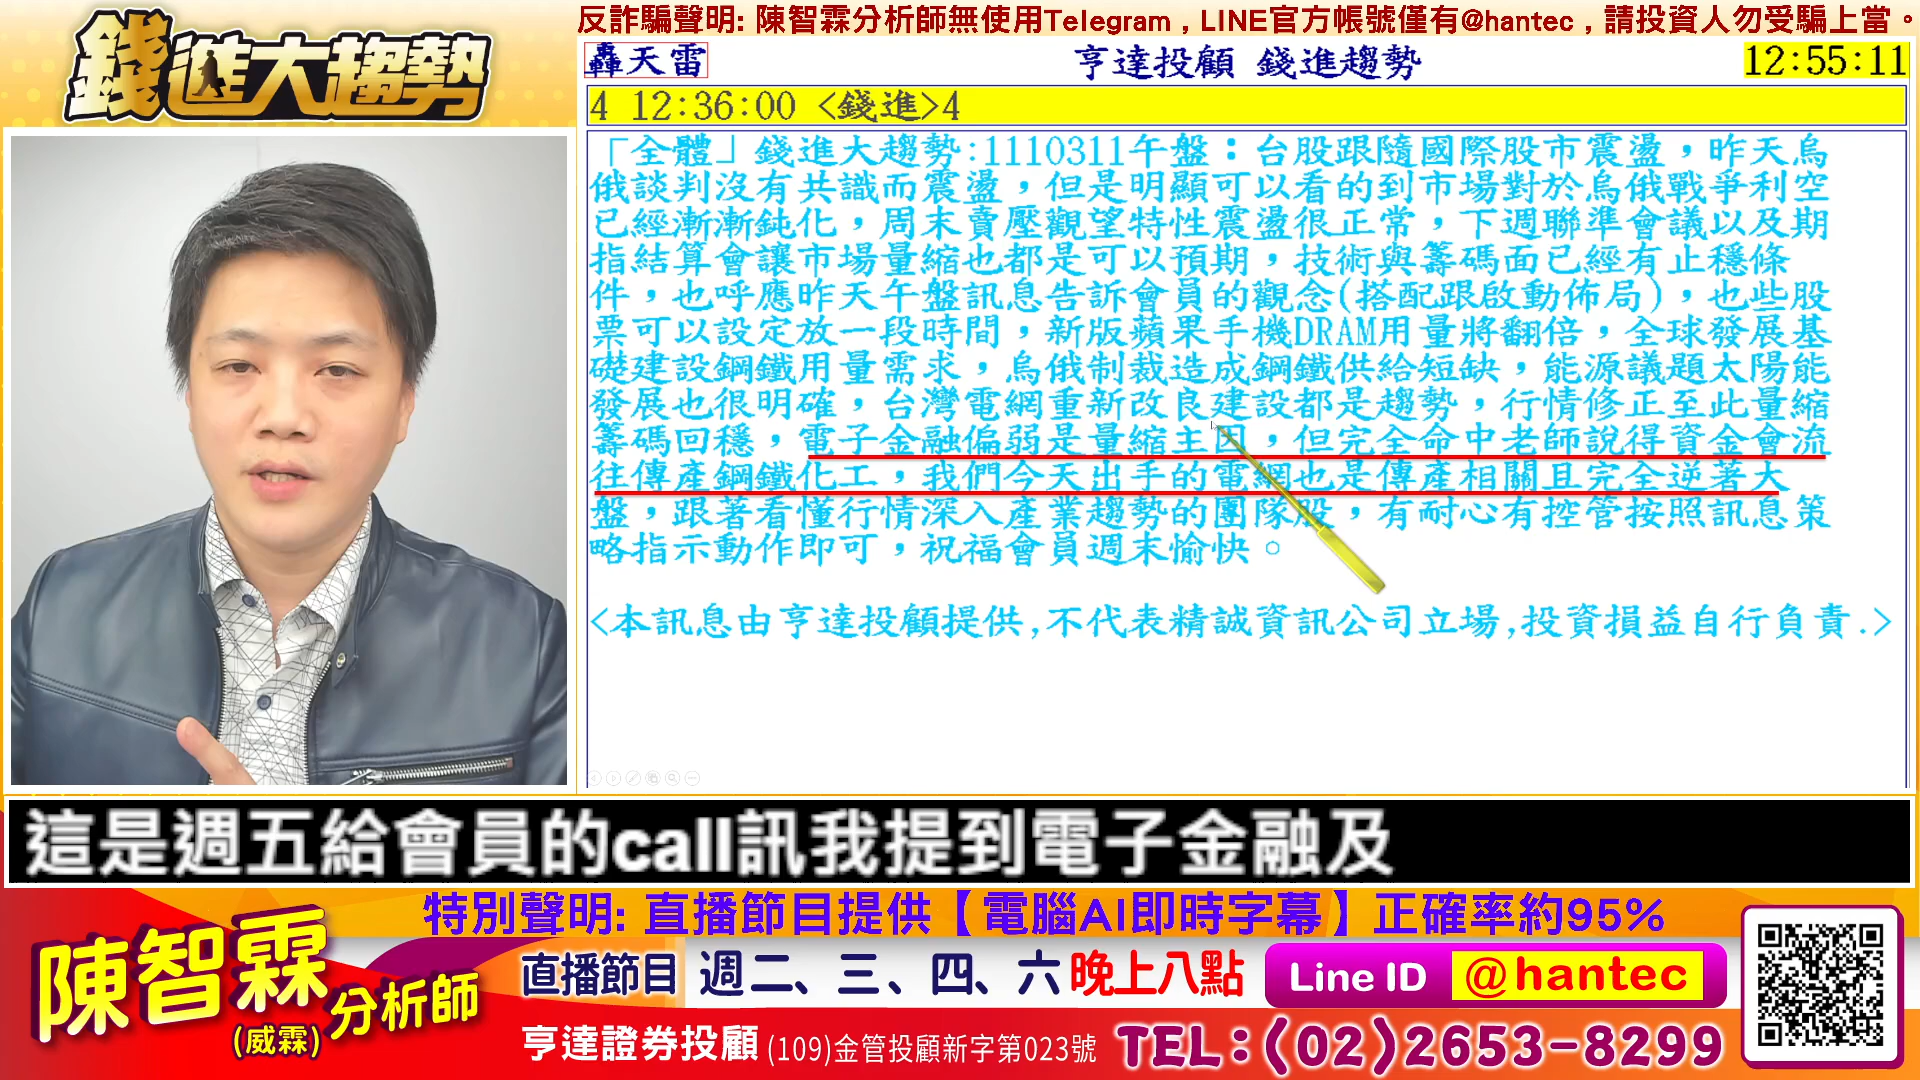 錢進大趨勢
反詐騙聲明: 陳智霖分析師無使用Telegram , LINE官方帳號僅有@hantec , 請投資人勿受騙上當。
轟天雷 亨達投顧 錢進趨勢 12:55:11
4 12:36:00 <錢進>4
「全體」錢進大趨勢:1110311午盤：台股跟隨國際股市震盪，昨天烏
俄談判沒有共識而震盪，但是明顯可以看的到市場對於烏俄戰爭利空
已經漸漸鈍化，周末賣壓觀望特性震盪很正常，下週聯準會議以及期
指結算會讓市場量縮也都是可以預期，技術與籌碼面已經有止穩條
件，也呼應昨天午盤訊息告訴會員的觀念(搭配跟啟動佈局)，也些股
票可以設定放一段時間，新版蘋果手機DRAM用量將翻倍，全球發展基
礎建設鋼鐵用量需求，烏俄制裁造成鋼鐵供給短缺，能源議題太陽能
發展也很明確，台灣電網重新改良建設都是趨勢，行情修正至此量縮
籌碼回穩，電子金融偏弱是量縮主因，但完全命中老師說得資金會流
往傳產鋼鐵化工，我們今天出手的電網也是傳產相關且完全逆著大
盤，跟著看懂行情深入產業趨勢的團隊股，有耐心有控管按照訊息策
略指示動作即可，祝福會員週末愉快。
<本訊息由亨達投顧提供,不代表精誠資訊公司立場,投資損益自行負責.>
這是週五給會員的call訊我提到電子金融及
特別聲明: 直播節目提供【電腦AI即時字幕】正確率約95%
陳智霖分析師
(威霖)
直播節目 週二、三、四、六晚上八點 Line ID @hantec
亨達證券投顧 (109)金管投顧新字第023號 TEL:(02)2653-8299